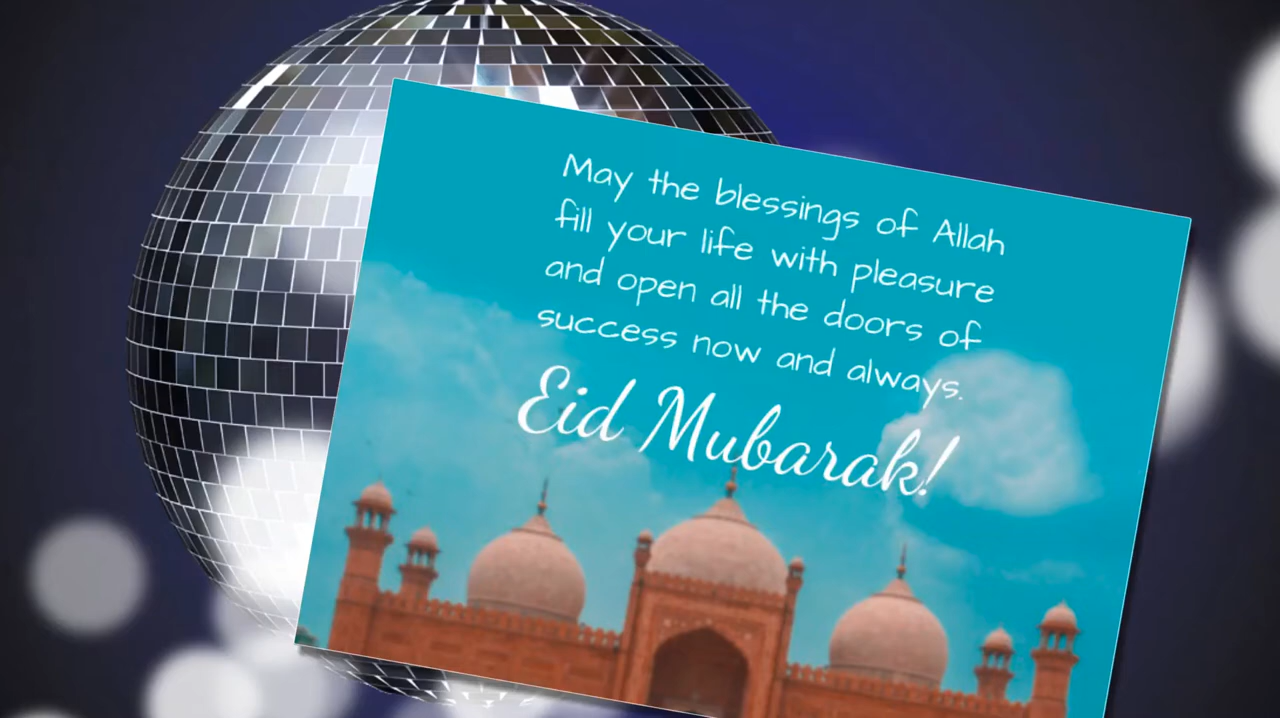 May the blessings of Allah
fill your life with pleasure
and open all the doors of
success now and always.
Eid Mubarak!